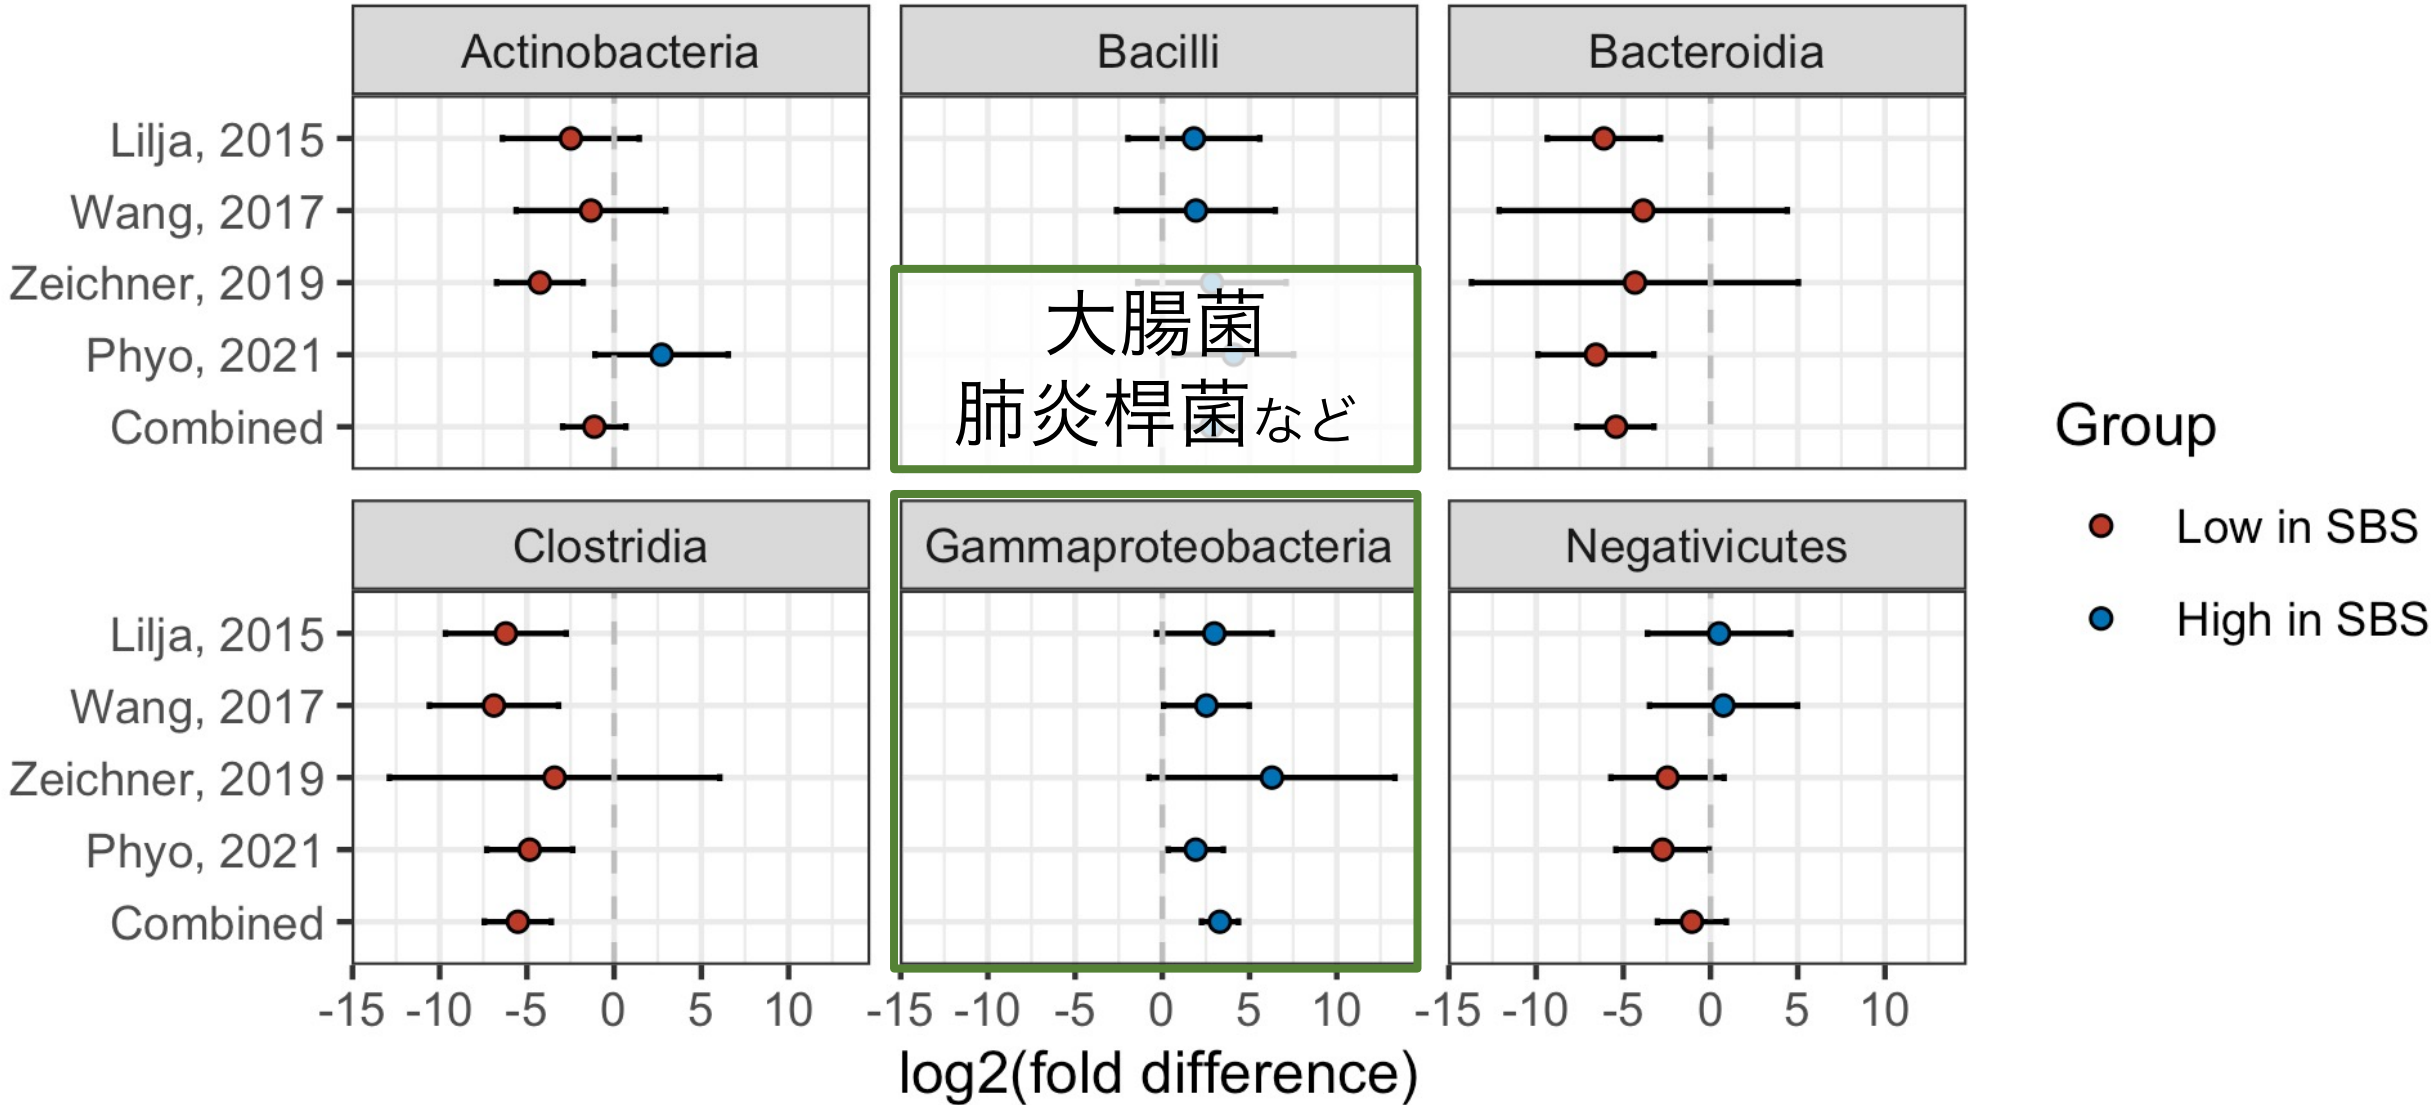 Actinobacteria Bacilli Bacteroidia
Lilja, 2015
Wang, 2017
Zeichner, 2019
Phyo, 2021
Combined
大腸菌
肺炎桿菌など
Clostridia Gammaproteobacteria Negativicutes
Lilja, 2015
Wang, 2017
Zeichner, 2019
Phyo, 2021
Combined
-15 -10 -5 0 5 10 -15 -10 -5 0 5 10 -15 -10 -5 0 5 10
log2(fold difference)
Group
Low in SBS
High in SBS